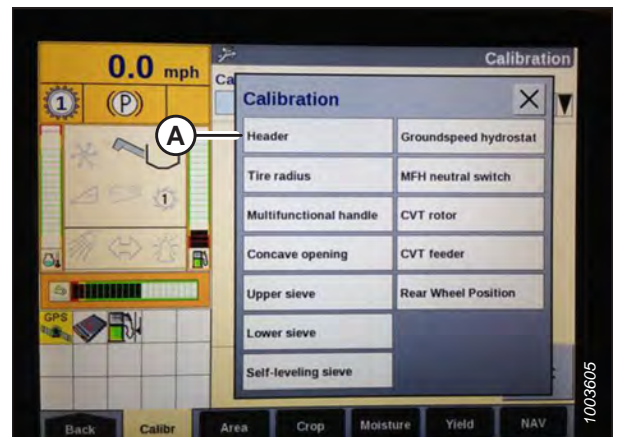 0.0 mph
Calibration
Ca
1
(P)
Calibration
X
A
Header
Groundspeed hydrostat
Tire radius
MFH neutral switch
1
Multifunctional handle
CVT rotor
Concave opening
CVT feeder
Upper sieve
Rear Wheel Position
GPS
Lower sieve
Self-leveling sieve
Back
Calibr
Area
Crop
Moisture
Yield
NAV
1003605